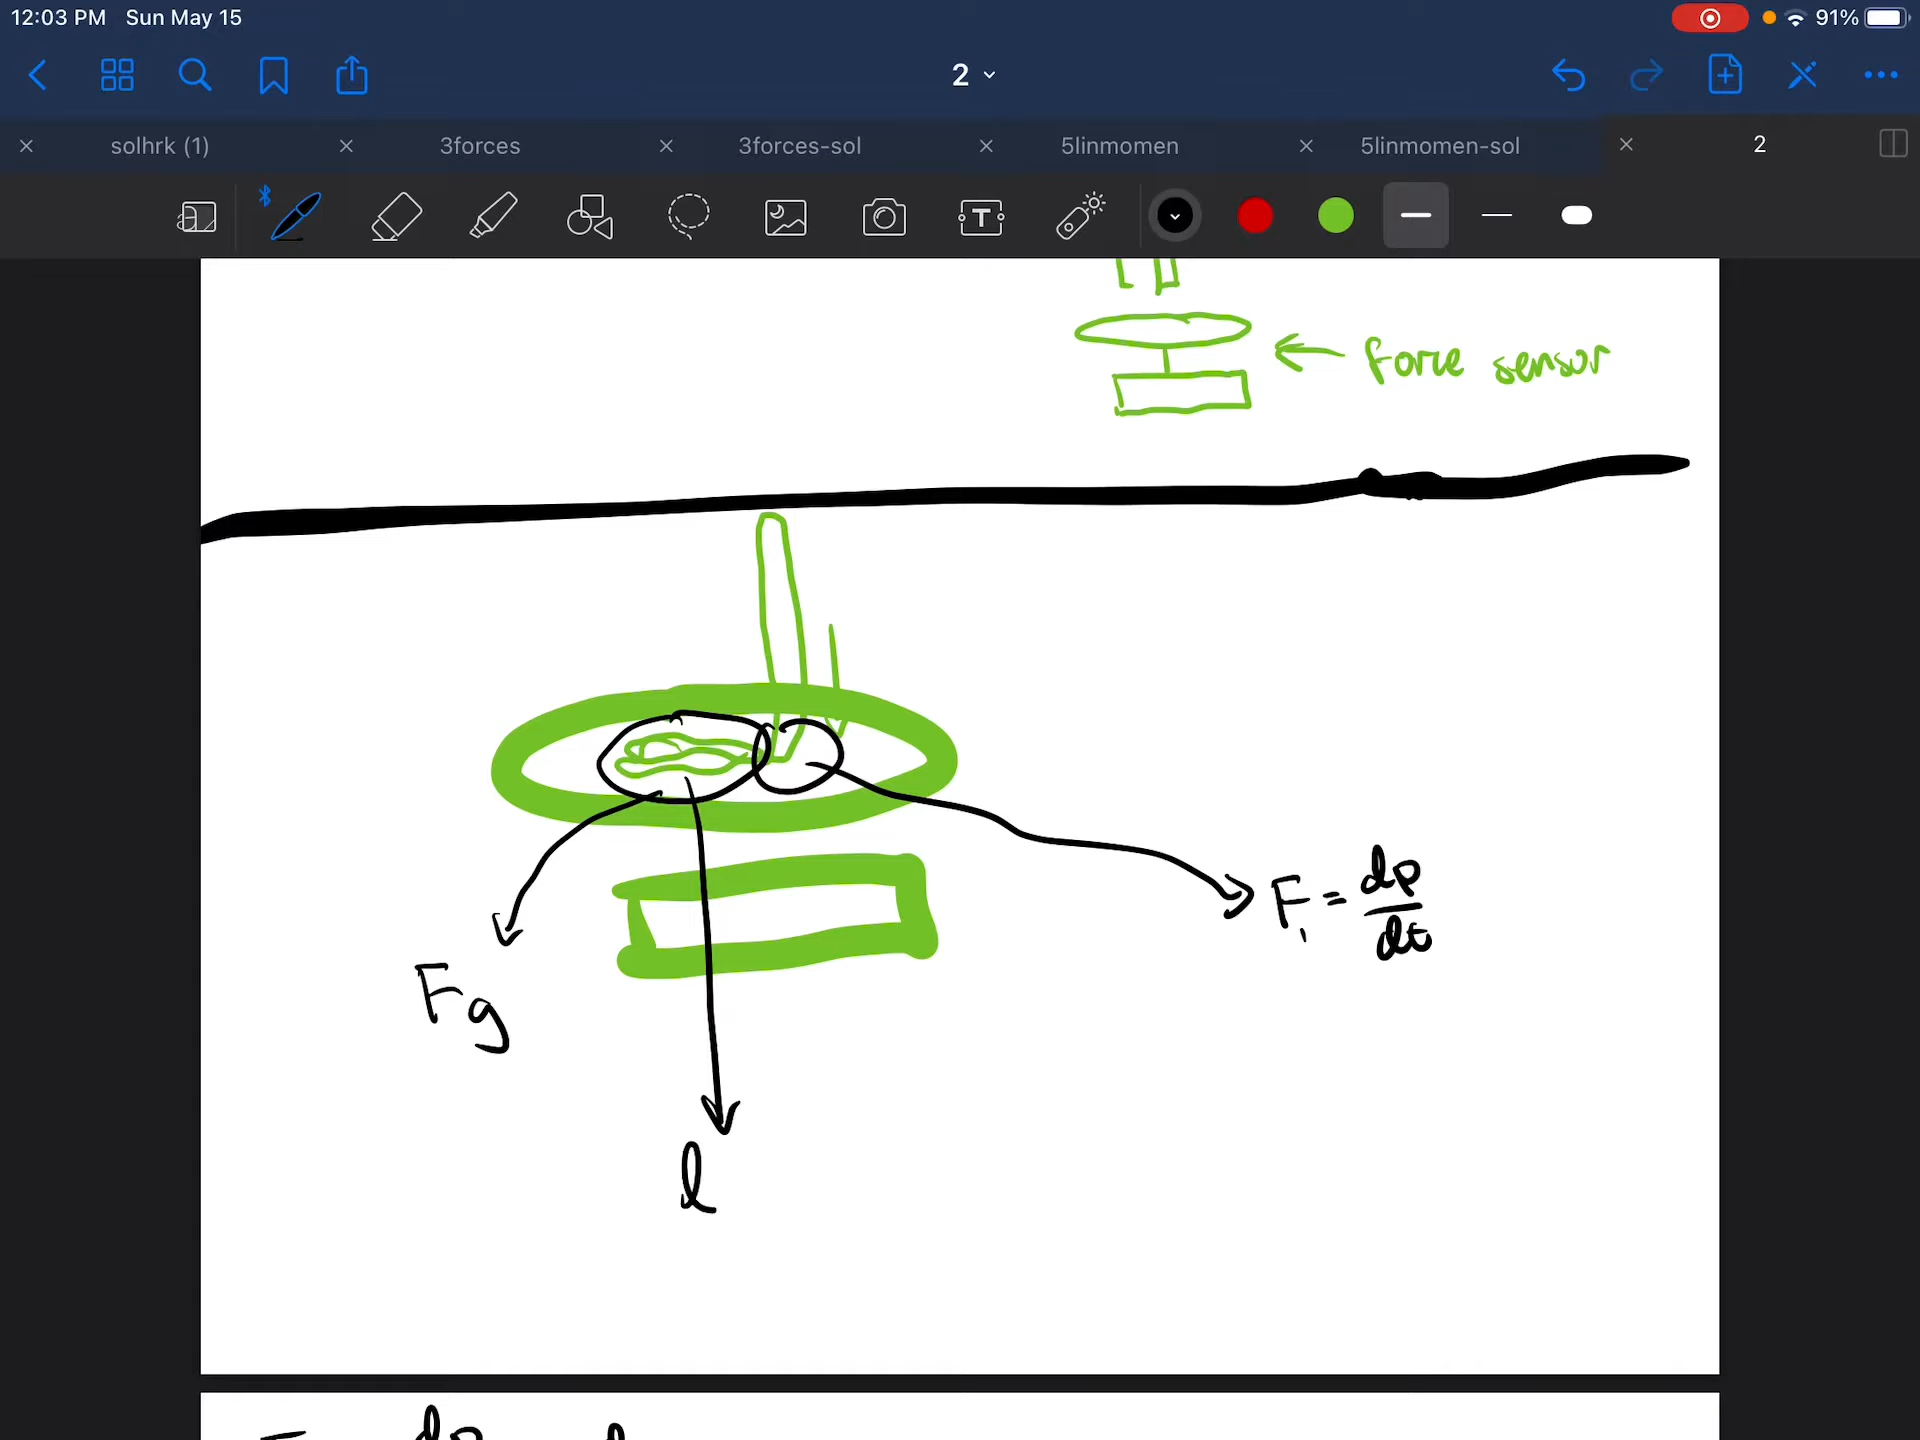 12:03 PM Sun May 15
91%
2
solhrk (1)
3forces
3forces-sol
5linmomen
5linmomen-sol
2
Force sensor
F = dp
dt
Fg
l
dp